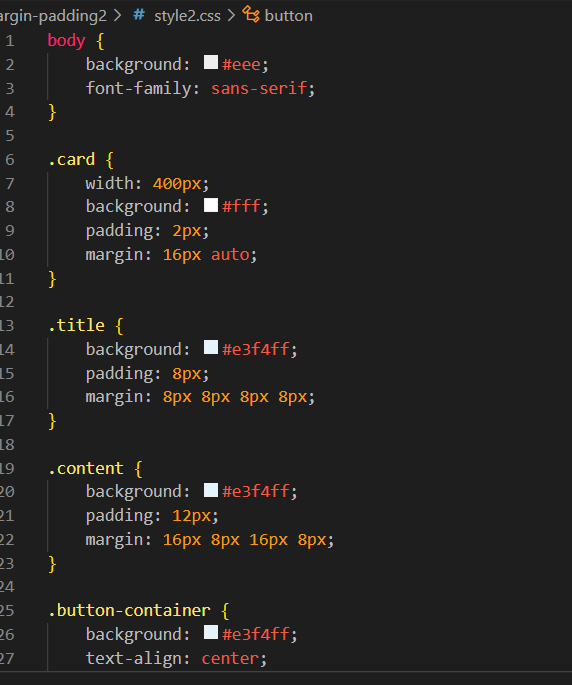 argin-padding2 > # style2.css > button
1 body {
2 background: #eee;
3 font-family: sans-serif;
4 }
5
6 .card {
7 width: 400px;
8 background: #fff;
9 padding: 2px;
10 margin: 16px auto;
11 }
12
13 .title {
14 background: #e3f4ff;
15 padding: 8px;
16 margin: 8px 8px 8px 8px;
17 }
18
19 .content {
20 background: #e3f4ff;
21 padding: 12px;
22 margin: 16px 8px 16px 8px;
23 }
24
25 .button-container {
26 background: #e3f4ff;
27 text-align: center;